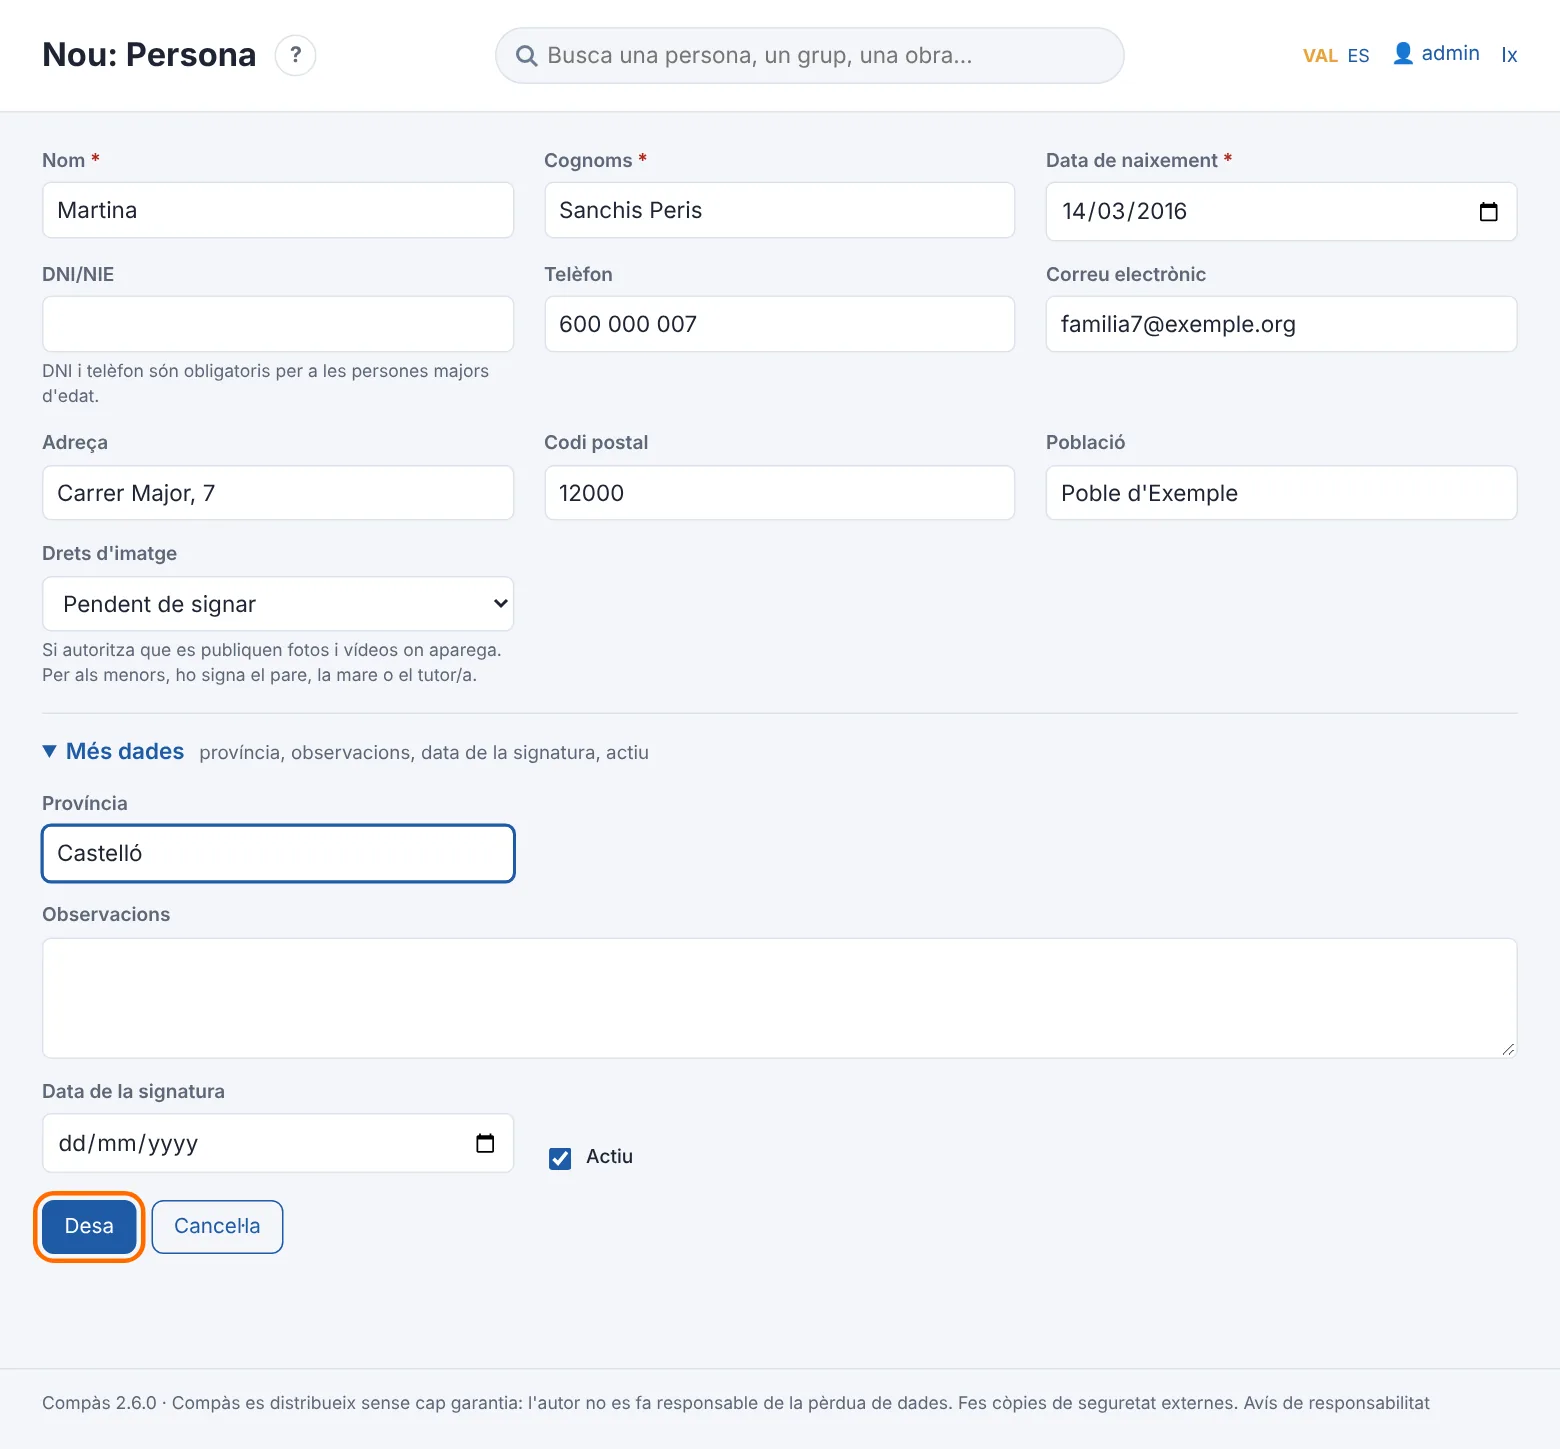 Nou: Persona
?
Busca una persona, un grup, una obra...
VAL ES
admin
Ix
Nom *
Cognoms *
Data de naixement *
Martina
Sanchis Peris
14/03/2016
DNI/NIE
Telèfon
Correu electrònic
600 000 007
familia7@exemple.org
DNI i telèfon són obligatoris per a les persones majors
d'edat.
Adreça
Codi postal
Població
Carrer Major, 7
12000
Poble d'Exemple
Drets d'imatge
Pendent de signar
Si autoritza que es publiquen fotos i vídeos on aparega.
Per als menors, ho signa el pare, la mare o el tutor/a.
Més dades província, observacions, data de la signatura, actiu
Província
Castelló
Observacions
Data de la signatura
dd/mm/yyyy
Actiu
Desa
Cancel·la
Compàs 2.6.0 · Compàs es distribueix sense cap garantia: l'autor no es fa responsable de la pèrdua de dades. Fes còpies de seguretat externes. Avís de responsabilitat